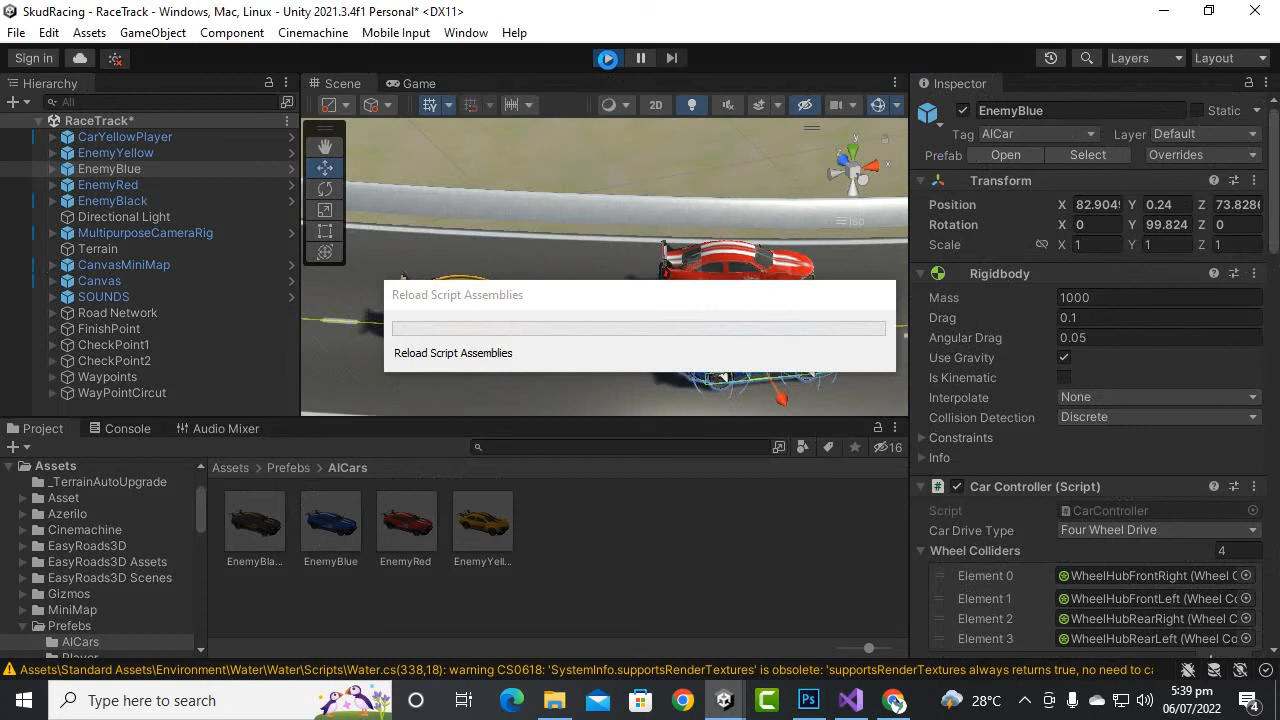 SkudRacing - RaceTrack - Windows, Mac, Linux - Unity 2021.3.4f1 Personal* <DX11>
File Edit Assets GameObject Component Cinemachine Mobile Input Window Help
Sign in Layers Layout
Hierarchy Scene Game Inspector
All 2D EnemyBlue Static
RaceTrack* Tag AICar Layer Default
CarYellowPlayer Prefab Open Select Overrides
EnemyYellow
EnemyBlue
EnemyRed
EnemyBlack
Directional Light
MultipurposeCameraRig
Terrain
CanvasMiniMap
Canvas
SOUNDS
Road Network
FinishPoint
CheckPoint1
CheckPoint2
Waypoints
WayPointCircut
y
z x
Iso
Reload Script Assemblies
Reload Script Assemblies
Transform
Position X 82.904 Y 0.24 Z 73.828
Rotation X 0 Y 99.824 Z 0
Scale X 1 Y 1 Z 1
Rigidbody
Mass 1000
Drag 0.1
Angular Drag 0.05
Use Gravity
Is Kinematic
Interpolate None
Collision Detection Discrete
Constraints
Info
Car Controller (Script)
Script CarController
Car Drive Type Four Wheel Drive
Wheel Colliders 4
Element 0 WheelHubFrontRight (Wheel C
Element 1 WheelHubFrontLeft (Wheel Co
Element 2 WheelHubRearRight (Wheel C
Element 3 WheelHubRearLeft (Wheel Co
Project Console Audio Mixer
16
Assets
_TerrainAutoUpgrade
Asset
Azerilo
Cinemachine
EasyRoads3D
EasyRoads3D Assets
EasyRoads3D Scenes
Gizmos
MiniMap
Prefebs
AICars
Player
Assets > Prefebs > AICars
EnemyBla... EnemyBlue EnemyRed EnemyYell...
Assets\Standard Assets\Environment\Water\Water\Scripts\Water.cs(338,18): warning CS0618: 'SystemInfo.supportsRenderTextures' is obsolete: 'supportsRenderTextures always returns true, no need to ca
Type here to search
28°C
5:39 pm
06/07/2022
4